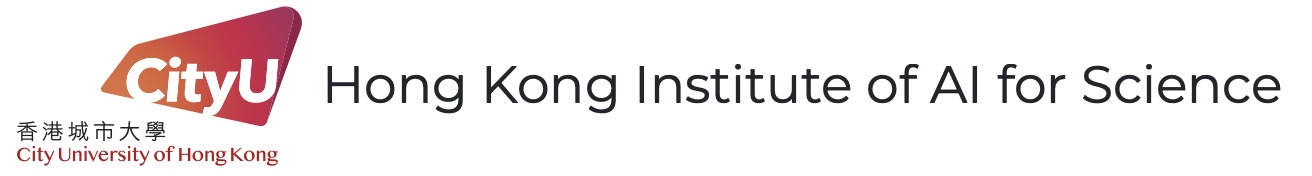 CityU
香港城市大學
City University of Hong Kong
Hong Kong Institute of AI for Science